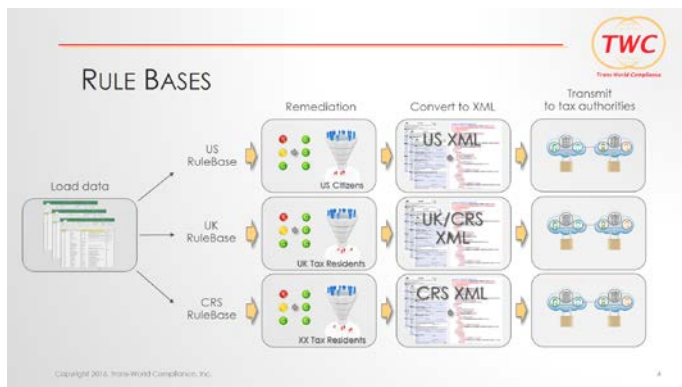 TWC
Trans-World Compliance
RULE BASES
Remediation
Convert to XML
Transmit
to tax authorities
Load data
US
RuleBase
US Citizens
US XML
UK
RuleBase
UK Tax Residents
UK/CRS
XML
CRS
RuleBase
XX Tax Residents
CRS XML
Copyright 2016, Trans-World Compliance, Inc.